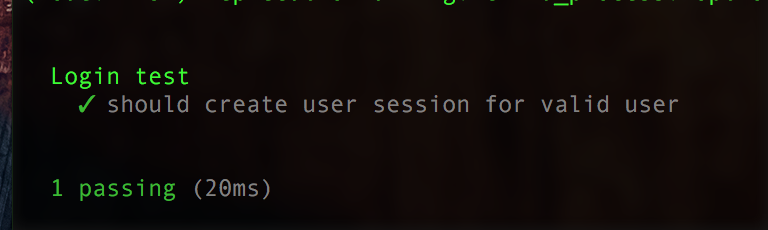 Login test
✓ should create user session for valid user
1 passing (20ms)